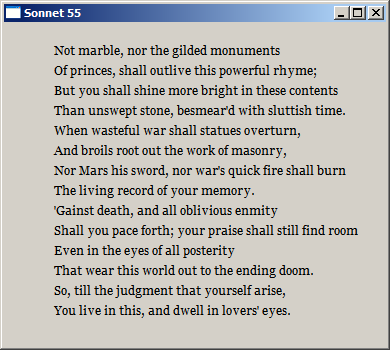 Sonnet 55
Not marble, nor the gilded monuments
Of princes, shall outlive this powerful rhyme;
But you shall shine more bright in these contents
Than unswept stone, besmear'd with sluttish time.
When wasteful war shall statues overturn,
And broils root out the work of masonry,
Nor Mars his sword, nor war's quick fire shall burn
The living record of your memory.
'Gainst death, and all oblivious enmity
Shall you pace forth; your praise shall still find room
Even in the eyes of all posterity
That wear this world out to the ending doom.
So, till the judgment that yourself arise,
You live in this, and dwell in lovers' eyes.